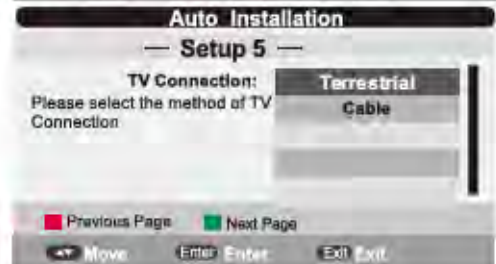 Auto Installation
— Setup 5 —
TV Connection:
Please select the method of TV
Connection
Terrestrial
Cable
Previous Page Next Page
Move Enter Enter Exit Exit